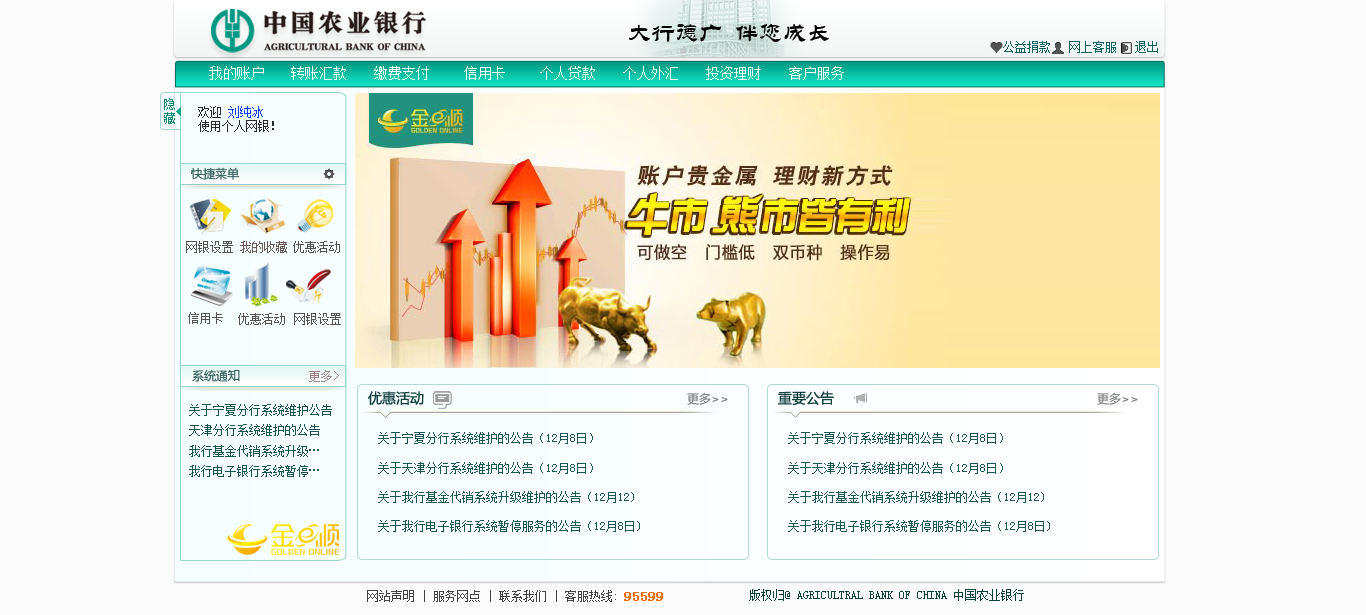 中国农业银行
AGRICULTURAL BANK OF CHINA
大行德广 伴您成长
公益捐款 网上客服 退出
我的账户 转账汇款 缴费支付 信用卡 个人贷款 个人外汇 投资理财 客户服务
隐藏
欢迎 刘纯冰
使用个人网银!
快捷菜单
网银设置 我的收藏 优惠活动
信用卡 优惠活动 网银设置
系统通知 更多>
关于宁夏分行系统维护公告
天津分行系统维护的公告
我行基金代销系统升级…
我行电子银行系统暂停…
金e顺
GOLDEN ONLINE
金e顺
GOLDEN ONLINE
账户贵金属 理财新方式
牛市 熊市皆有利
可做空 门槛低 双币种 操作易
优惠活动 更多>>
关于宁夏分行系统维护的公告（12月8日）
关于天津分行系统维护的公告（12月8日）
关于我行基金代销系统升级维护的公告（12月12）
关于我行电子银行系统暂停服务的公告（12月8日）
重要公告 更多>>
关于宁夏分行系统维护的公告（12月8日）
关于天津分行系统维护的公告（12月8日）
关于我行基金代销系统升级维护的公告（12月12）
关于我行电子银行系统暂停服务的公告（12月8日）
网站声明 | 服务网点 | 联系我们 | 客服热线: 95599
版权归@ AGRICULTRAL BANK OF CHINA 中国农业银行